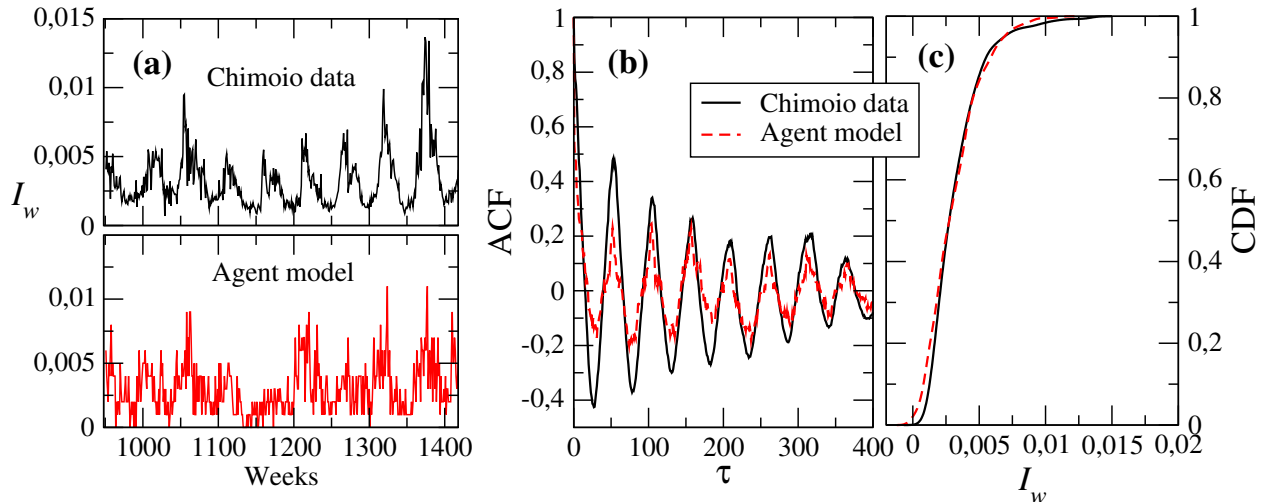 0,015
(a)
Chimoio data
0,01
0,005
I_w
0
Agent model
0,01
0,005
0
1000 1100 1200 1300 1400
Weeks
1
0,8
0,6
0,4
0,2
0
-0,2
-0,4
ACF
(b)
0 100 200 300 400
τ
Chimoio data
Agent model
(c)
1
0,8
0,6
0,4
0,2
0
CDF
0 0,005 0,01 0,015 0,02
I_w